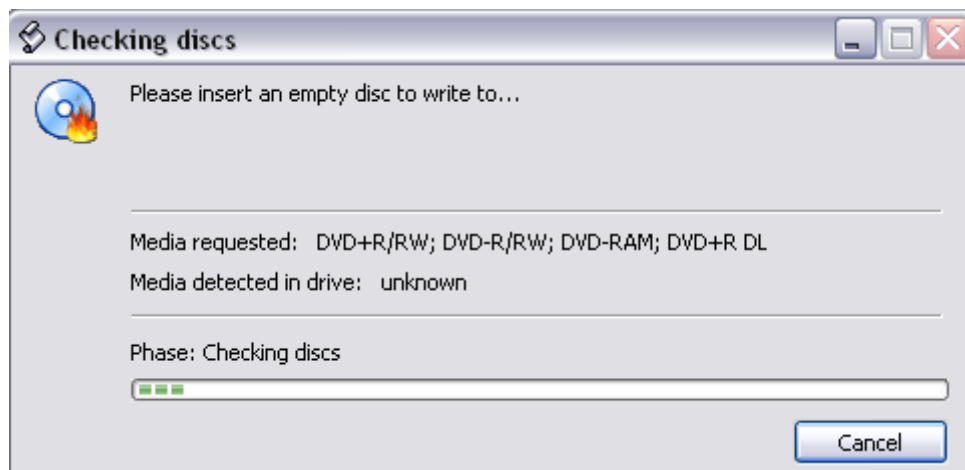 Checking discs
Please insert an empty disc to write to...
Media requested: DVD+R/RW; DVD-R/RW; DVD-RAM; DVD+R DL
Media detected in drive: unknown
Phase: Checking discs
Cancel